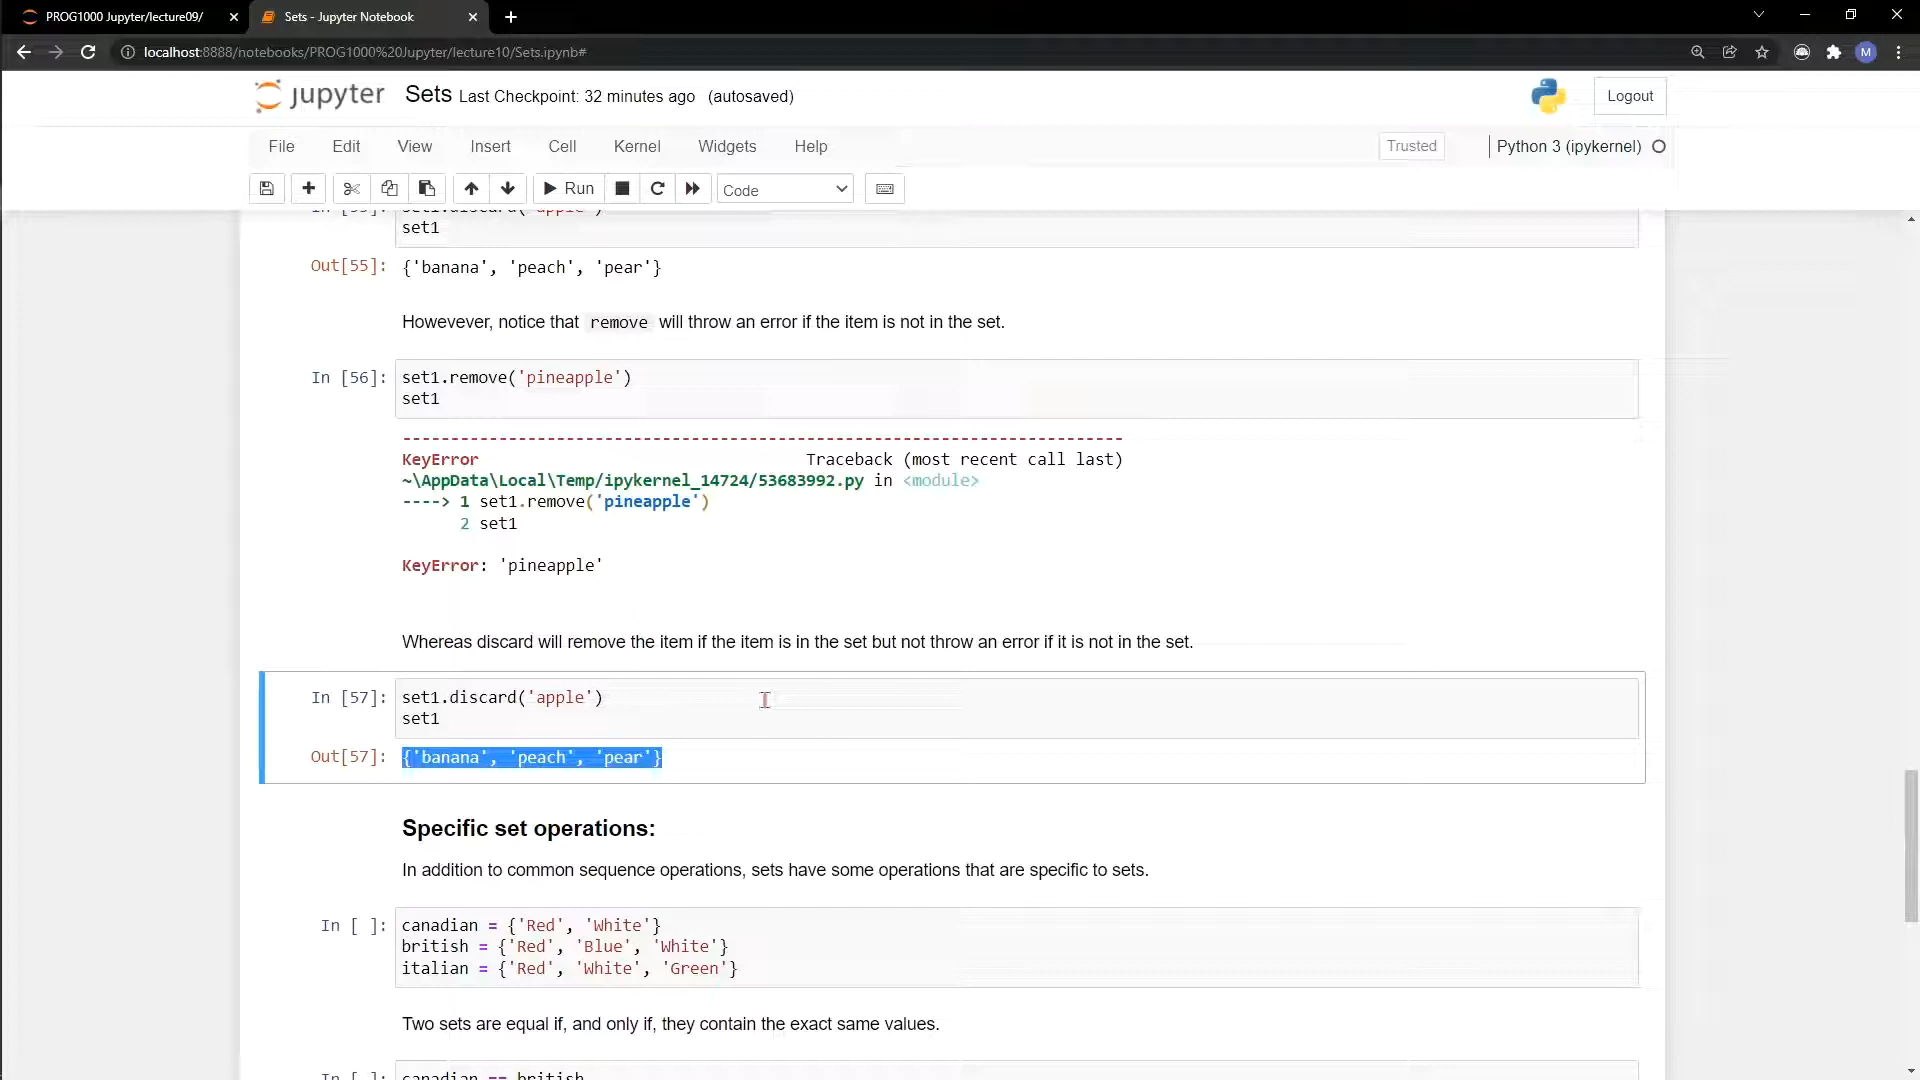 PROG1000 Jupyter/lecture09/
Sets - Jupyter Notebook
localhost:8888/notebooks/PROG1000%20Jupyter/lecture10/Sets.ipynb#
M
jupyter Sets Last Checkpoint: 32 minutes ago (autosaved)
Logout
File Edit View Insert Cell Kernel Widgets Help
Trusted
Python 3 (ipykernel)
Run
Code
In [55]: set1.discard('apple')
set1
Out[55]: {'banana', 'peach', 'pear'}
Howevever, notice that remove will throw an error if the item is not in the set.
In [56]: set1.remove('pineapple')
set1
---------------------------------------------------------------------------
KeyError Traceback (most recent call last)
~\AppData\Local\Temp/ipykernel_14724/53683992.py in <module>
----> 1 set1.remove('pineapple')
2 set1
KeyError: 'pineapple'
Whereas discard will remove the item if the item is in the set but not throw an error if it is not in the set.
In [57]: set1.discard('apple')
set1
Out[57]: {'banana', 'peach', 'pear'}
Specific set operations:
In addition to common sequence operations, sets have some operations that are specific to sets.
In [ ]: canadian = {'Red', 'White'}
british = {'Red', 'Blue', 'White'}
italian = {'Red', 'White', 'Green'}
Two sets are equal if, and only if, they contain the exact same values.
In [ ]: canadian == british